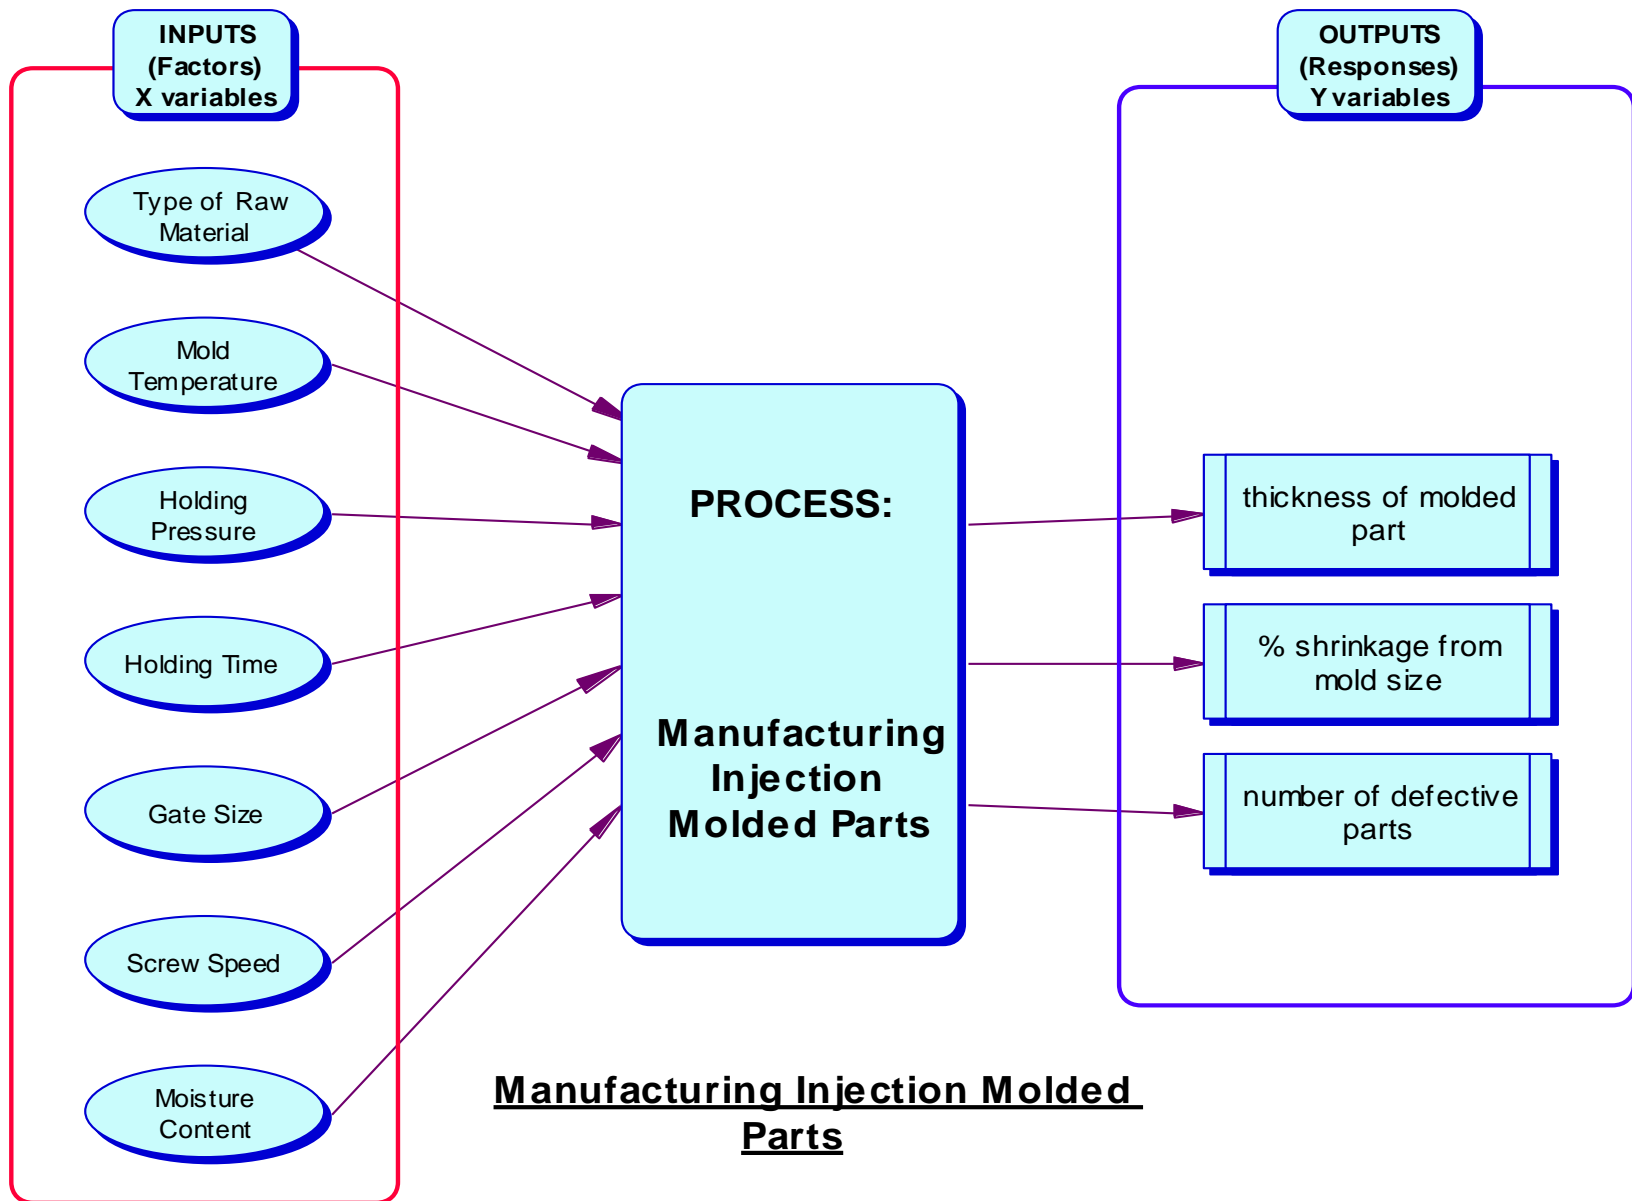 INPUTS
(Factors)
X variables
Type of Raw
Material
Mold
Temperature
Holding
Pressure
Holding Time
Gate Size
Screw Speed
Moisture
Content
PROCESS:
Manufacturing
Injection
Molded Parts
OUTPUTS
(Responses)
Y variables
thickness of molded
part
% shrinkage from
mold size
number of defective
parts
Manufacturing Injection Molded
Parts